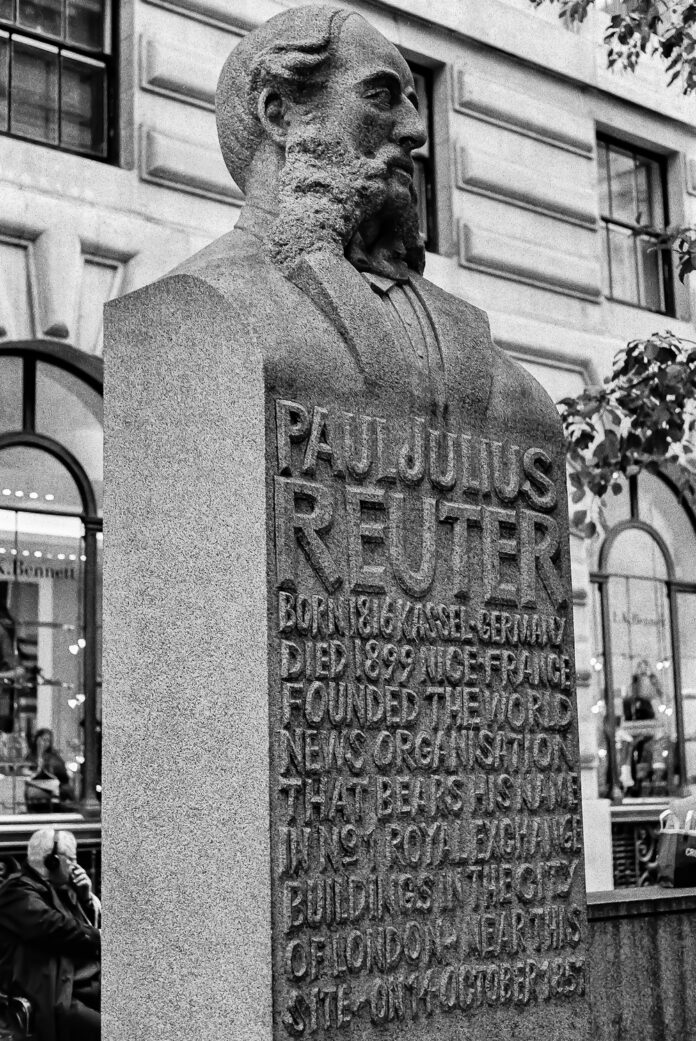 PAUL JULIUS
REUTER
BORN 1816 KASSEL-GERMANY
DIED 1899 NICE-FRANCE
FOUNDED THE WORLD
NEWS ORGANISATION
THAT BEARS HIS NAME
IN No 1 ROYAL EXCHANGE
BUILDINGS IN THE CITY
OF LONDON - NEAR THIS
SITE - ON 14 OCTOBER 1851
K.Bennett
L.K.Bennett